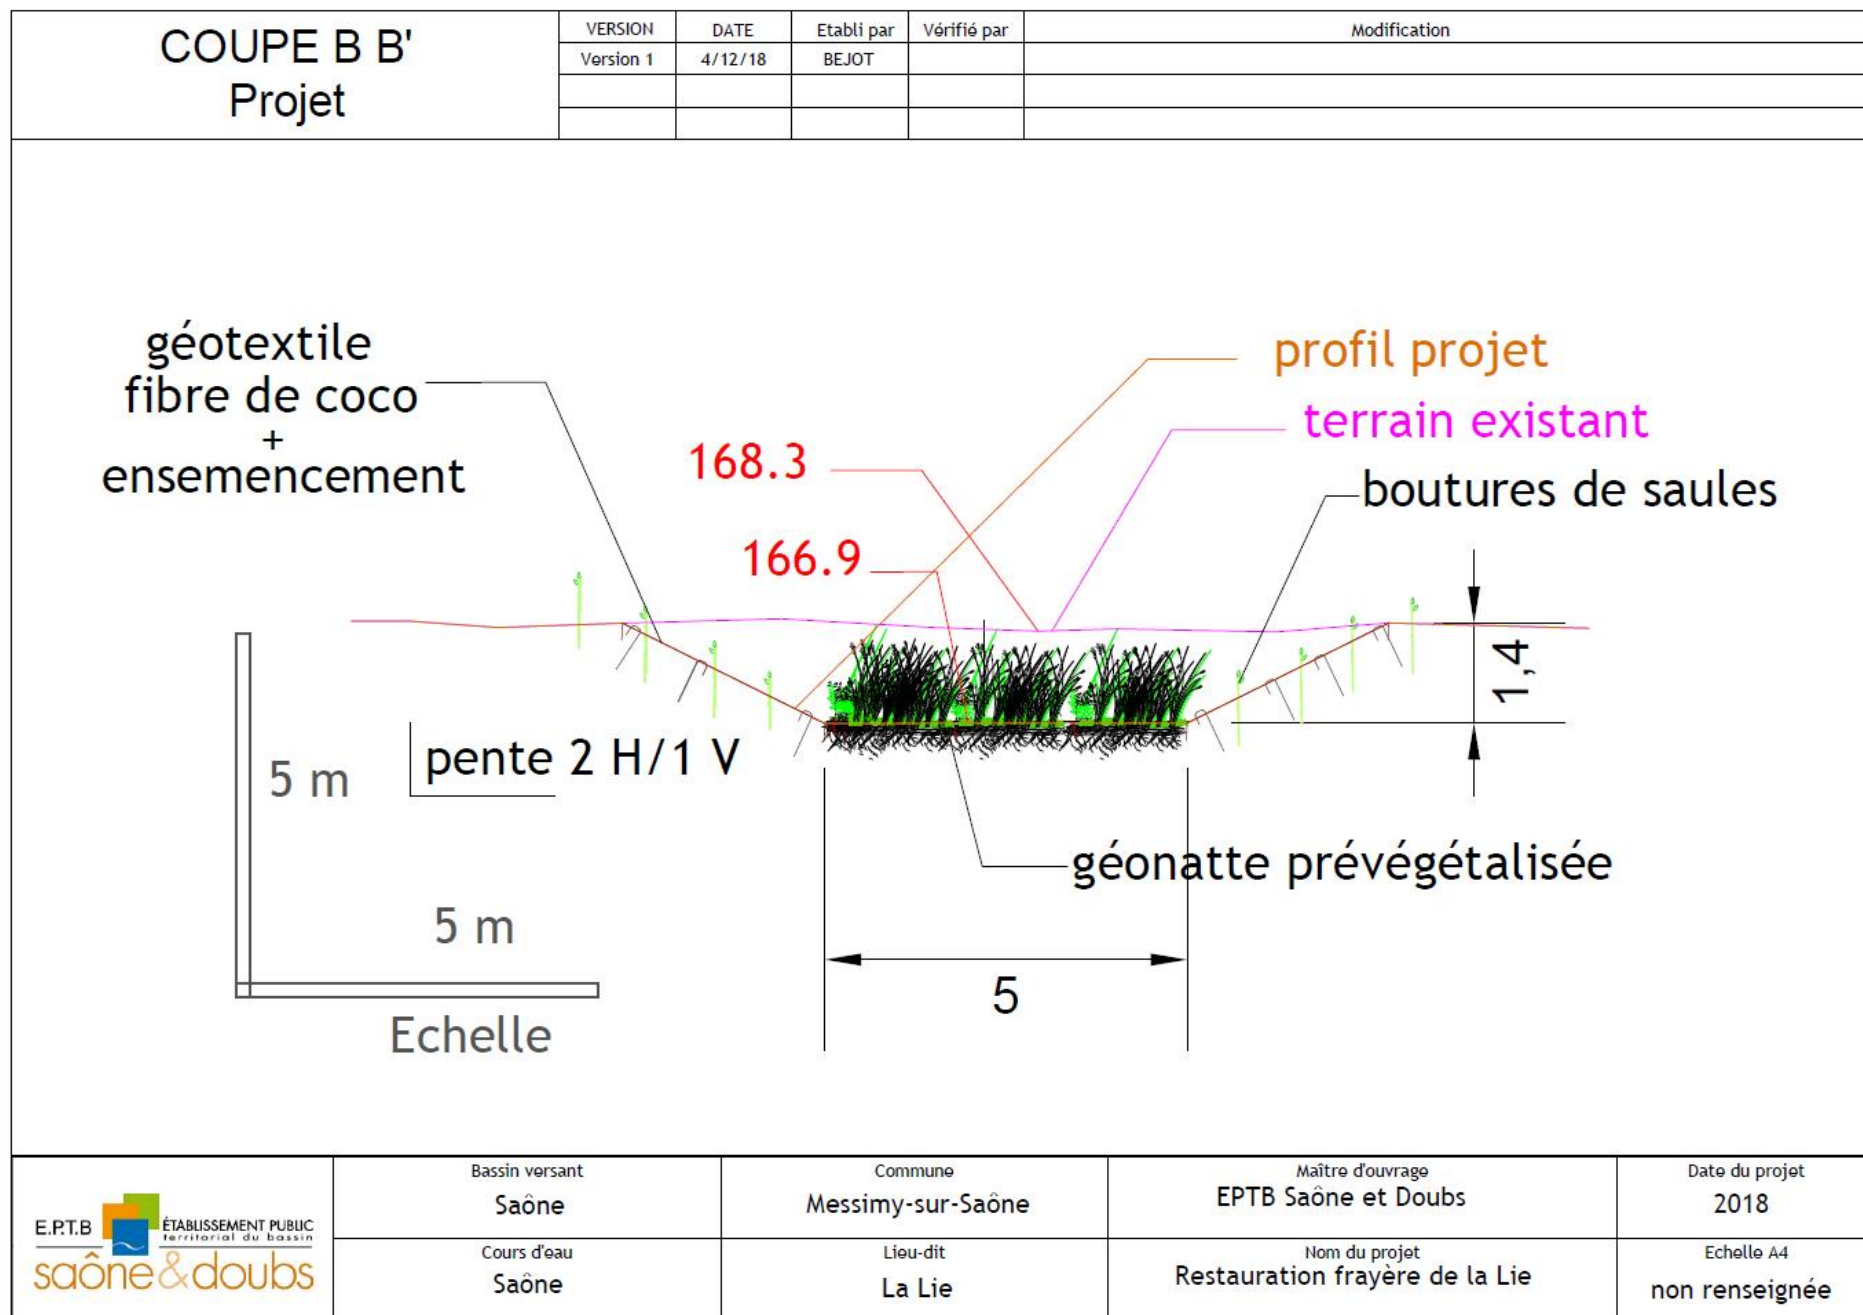 COUPE B B'
Projet
VERSION DATE Etabli par Vérifié par Modification
Version 1 4/12/18 BEJOT
géotextile
fibre de coco
+
ensemencement
profil projet
terrain existant
168.3
boutures de saules
166.9
1,4
pente 2 H/1 V
5 m
géonatte prévégétalisée
5 m
5
Echelle
E.P.T.B ÉTABLISSEMENT PUBLIC
territorial du bassin
saône&doubs
Bassin versant
Saône
Commune
Messimy-sur-Saône
Maître d'ouvrage
EPTB Saône et Doubs
Date du projet
2018
Cours d'eau
Saône
Lieu-dit
La Lie
Nom du projet
Restauration frayère de la Lie
Echelle A4
non renseignée